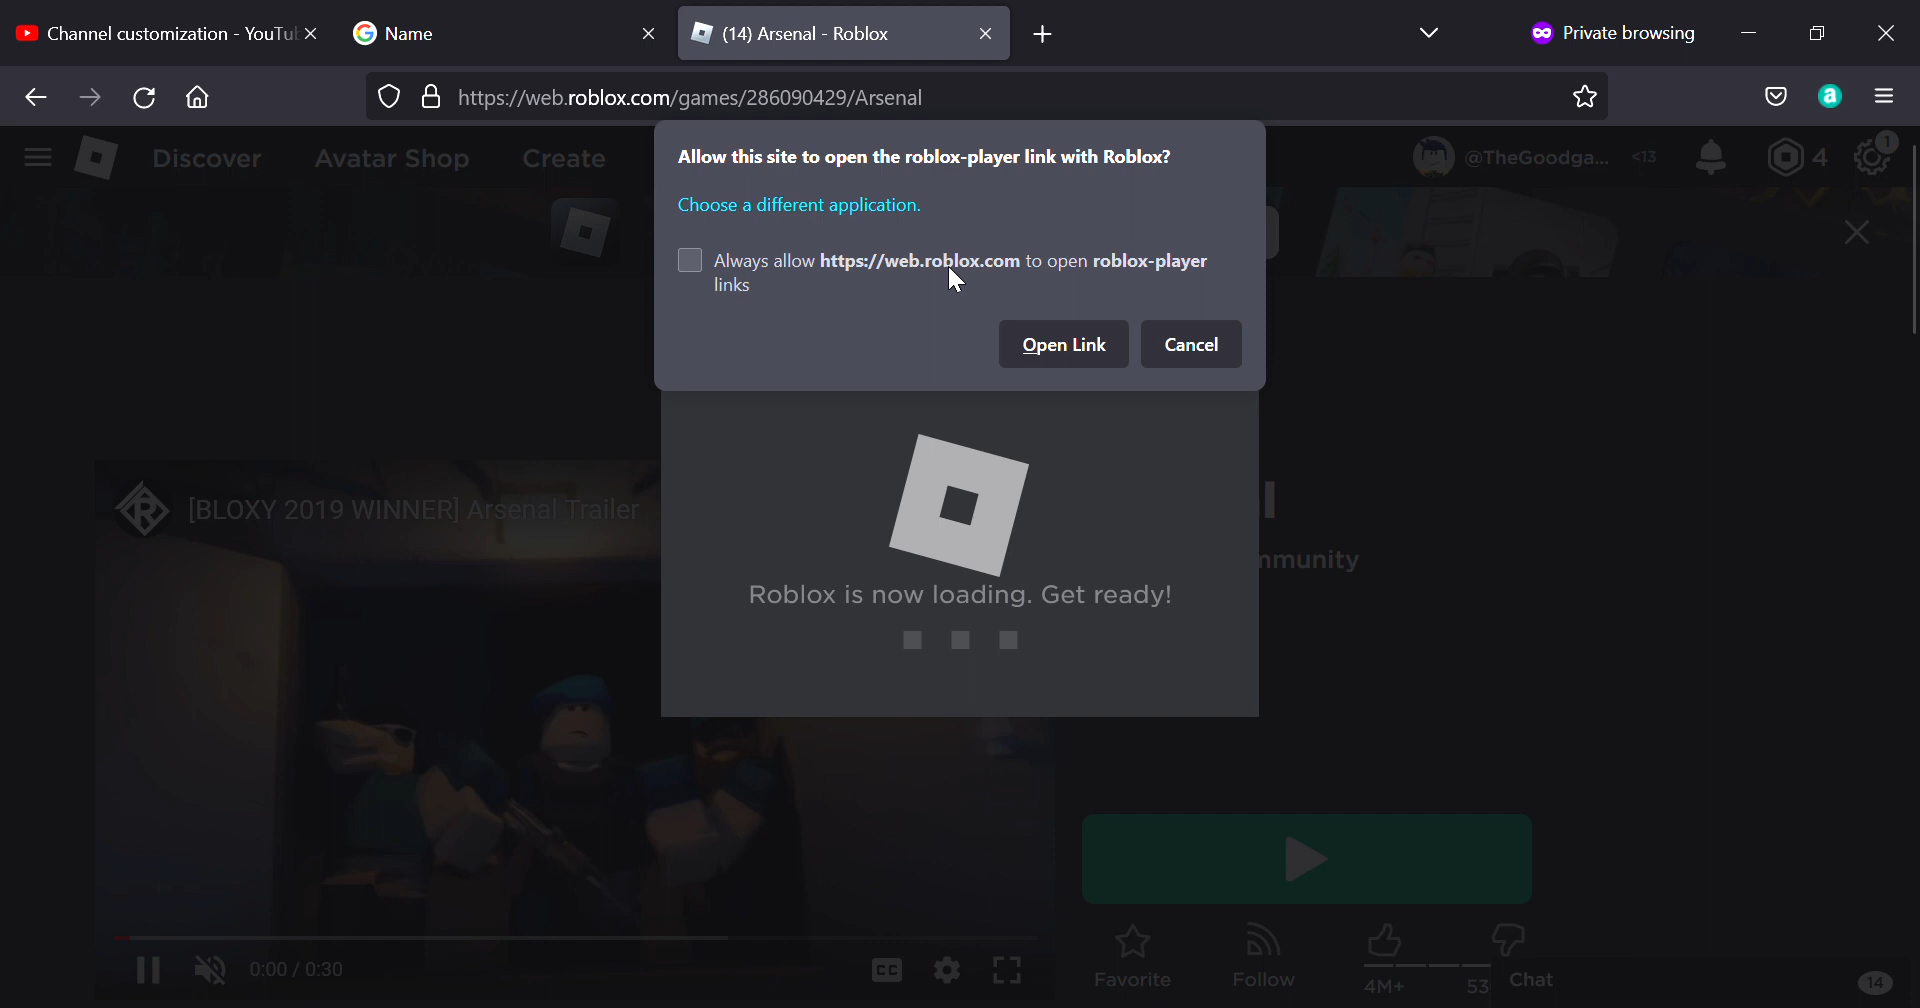 Channel customization - YouTu
Name
(14) Arsenal - Roblox
Private browsing
https://web.roblox.com/games/286090429/Arsenal
Discover
Avatar Shop
Create
@TheGoodga...
<13
4
1
Allow this site to open the roblox-player link with Roblox?
Choose a different application.
Always allow https://web.roblox.com to open roblox-player
links
Open Link
Cancel
[BLOXY 2019 WINNER] Arsenal Trailer
l
mmunity
Roblox is now loading. Get ready!
0:00 / 0:30
CC
Favorite
Follow
4M+
53
Chat
14